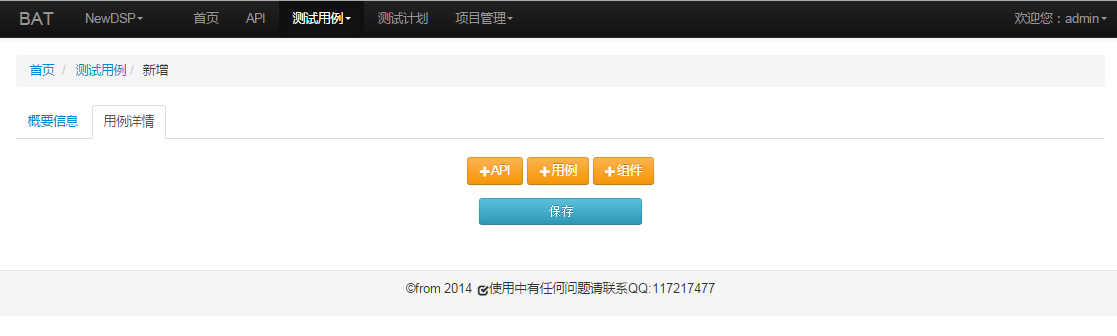 BAT NewDSP 首页 API 测试用例 测试计划 项目管理 欢迎您：admin
首页 / 测试用例 / 新增
概要信息 用例详情
API 用例 组件
保存
©from 2014 使用中有任何问题请联系QQ:117217477